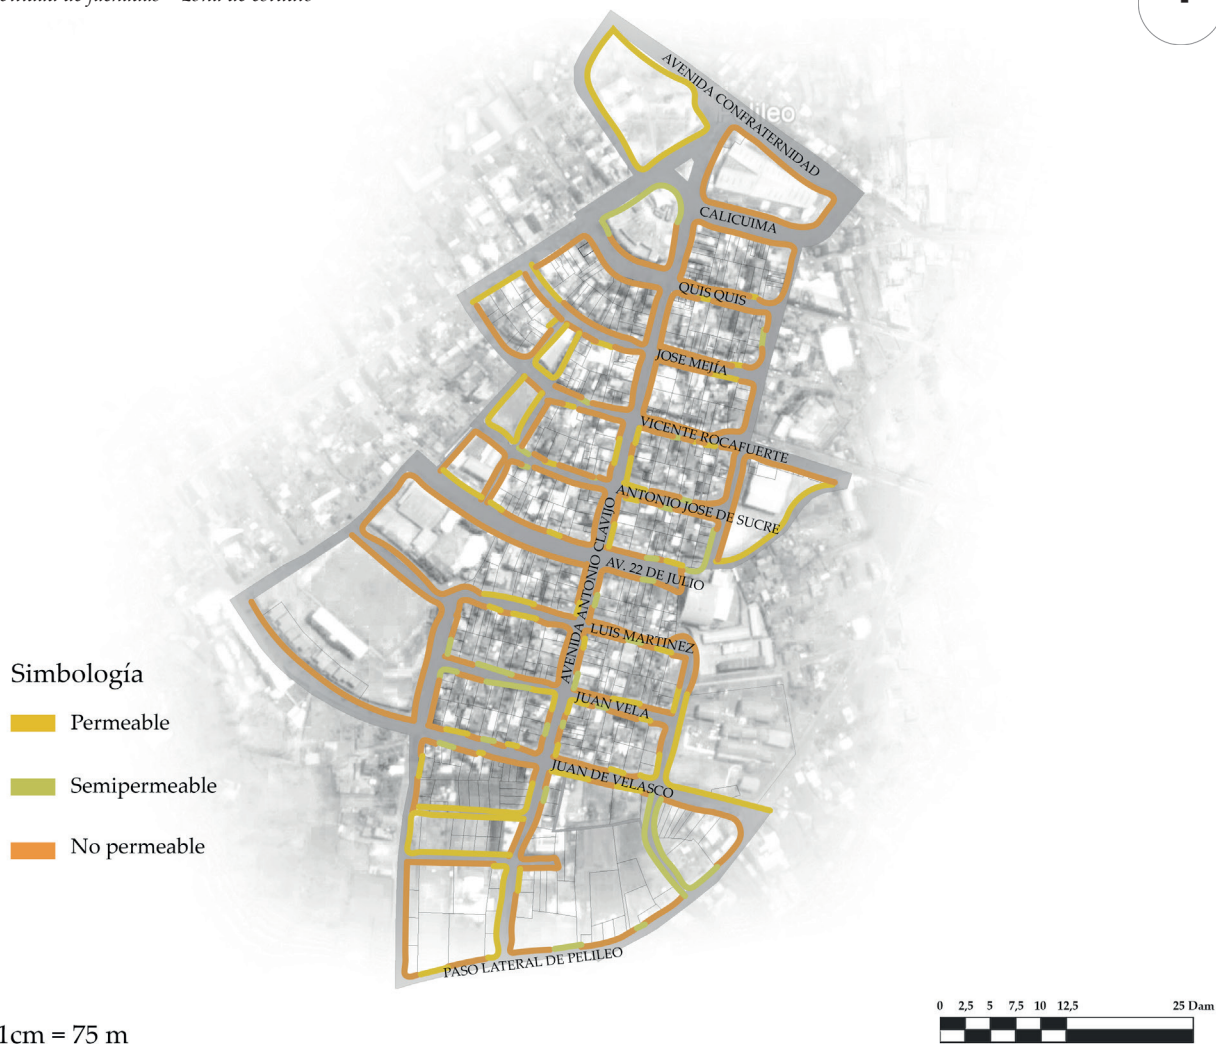 AVENIDA CONFRATERNIDAD
CALICUIMA
QUIS QUIS
JOSE MEJÍA
VICENTE ROCAFUERTE
ANTONIO JOSE DE SUCRE
AV. 22 DE JULIO
AVENIDA ANTONIO CLAVIJO
LUIS MARTINEZ
JUAN VELA
JUAN DE VELASCO
PASO LATERAL DE PELILEO
Simbología
Permeable
Semipermeable
No permeable
0 2,5 5 7,5 10 12,5 25 Dam
1cm = 75 m